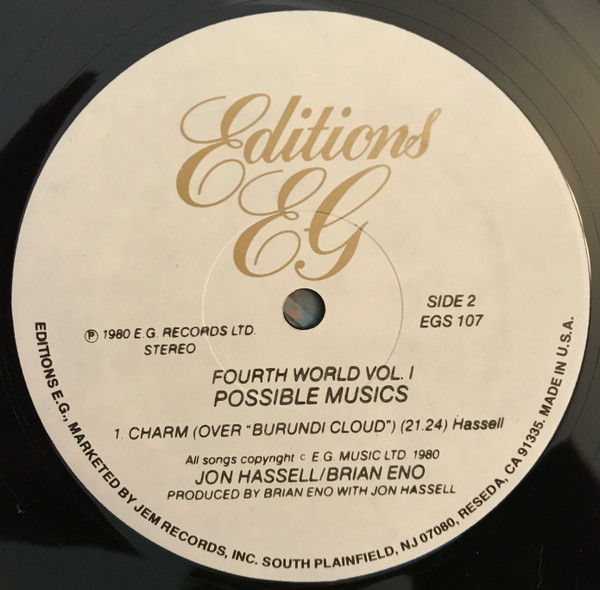 Editions
EG
SIDE 2
EGS 107
℗ 1980 E.G. RECORDS LTD.
STEREO
FOURTH WORLD VOL. I
POSSIBLE MUSICS
1. CHARM (OVER "BURUNDI CLOUD") (21.24) Hassell
All songs copyright © E.G. MUSIC LTD. 1980
JON HASSELL/BRIAN ENO
PRODUCED BY BRIAN ENO WITH JON HASSELL
EDITIONS E.G., MARKETED BY JEM RECORDS, INC. SOUTH PLAINFIELD, NJ 07080, RESEDA, CA 91335. MADE IN U.S.A.